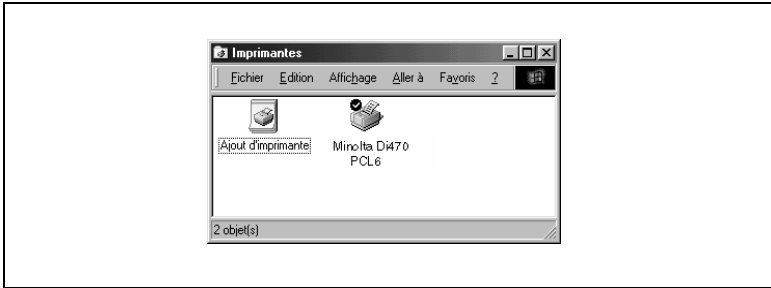 Imprimantes
Fichier Edition Affichage Aller à Favoris ?
Ajout d'imprimante
Minolta Di470
PCL6
2 objet(s)